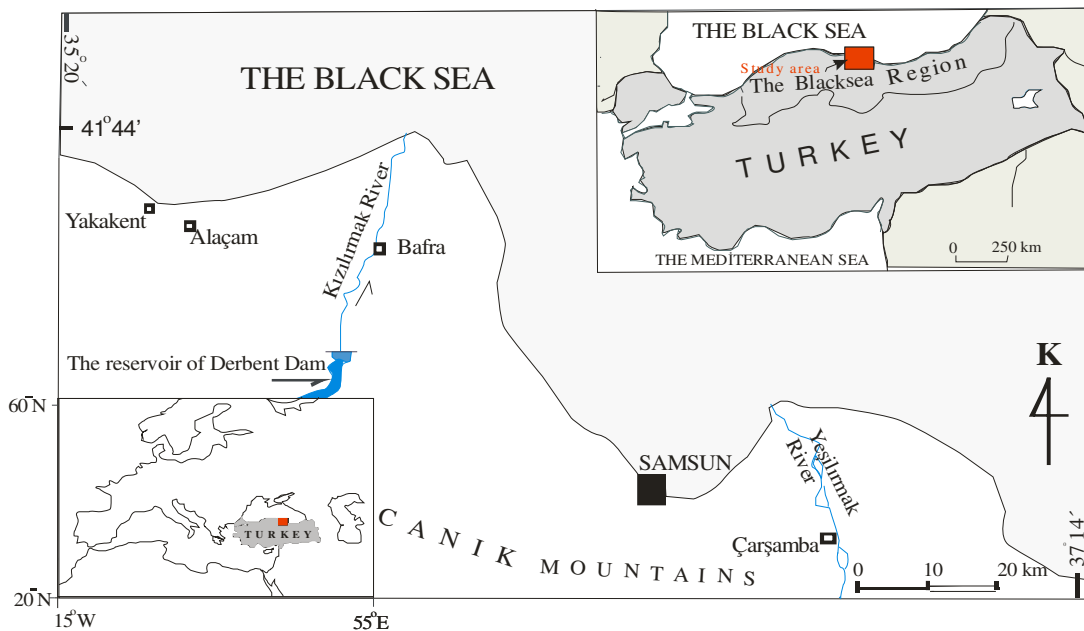 35°20'
THE BLACK SEA
41°44'
Yakakent
Alaçam
Kızılırmak River
Bafra
The reservoir of Derbent Dam
THE BLACK SEA
Study area
The Blacksea Region
TURKEY
0 250 km
THE MEDİTERRANEAN SEA
K
60°N
TURKEY
20°N
15°W
55°E
SAMSUN
Yeşilırmak
River
Çarşamba
CANIK MOUNTAINS
0 10 20 km
37°14'